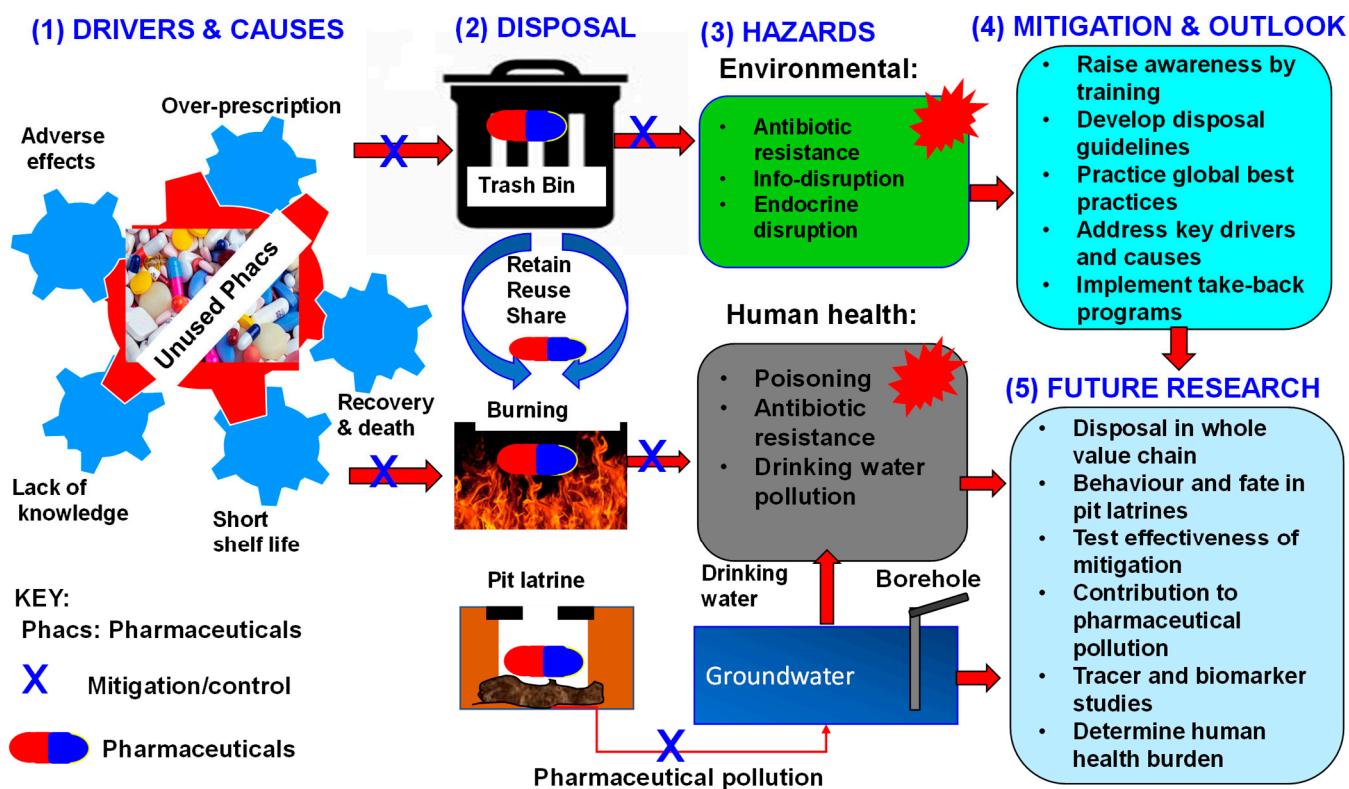 (1) DRIVERS & CAUSES
Over-prescription
Adverse
effects
Unused Phacs
Recovery
& death
Lack of
knowledge
Short
shelf life
KEY:
Phacs: Pharmaceuticals
X Mitigation/control
Pharmaceuticals
(2) DISPOSAL
X
X
Trash Bin
Retain
Reuse
Share
Burning
X
X
Pit latrine
X
Pharmaceutical pollution
(3) HAZARDS
Environmental:
• Antibiotic
resistance
• Info-disruption
• Endocrine
disruption
Human health:
• Poisoning
• Antibiotic
resistance
• Drinking water
pollution
Drinking
water
Borehole
Groundwater
(4) MITIGATION & OUTLOOK
• Raise awareness by
training
• Develop disposal
guidelines
• Practice global best
practices
• Address key drivers
and causes
• Implement take-back
programs
(5) FUTURE RESEARCH
• Disposal in whole
value chain
• Behaviour and fate in
pit latrines
• Test effectiveness of
mitigation
• Contribution to
pharmaceutical
pollution
• Tracer and biomarker
studies
• Determine human
health burden